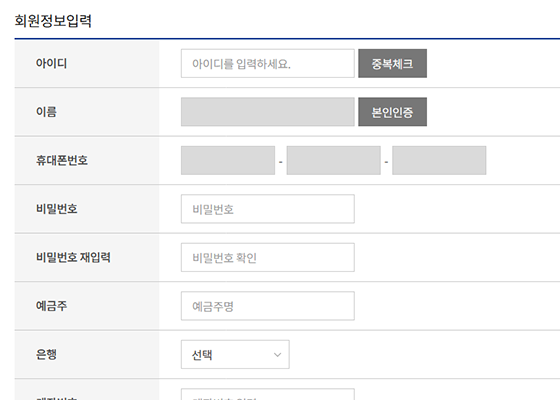 회원정보입력
아이디 아이디를 입력하세요. 중복체크
이름 본인인증
휴대폰번호 - -
비밀번호 비밀번호
비밀번호 재입력 비밀번호 확인
예금주 예금주명
은행 선택